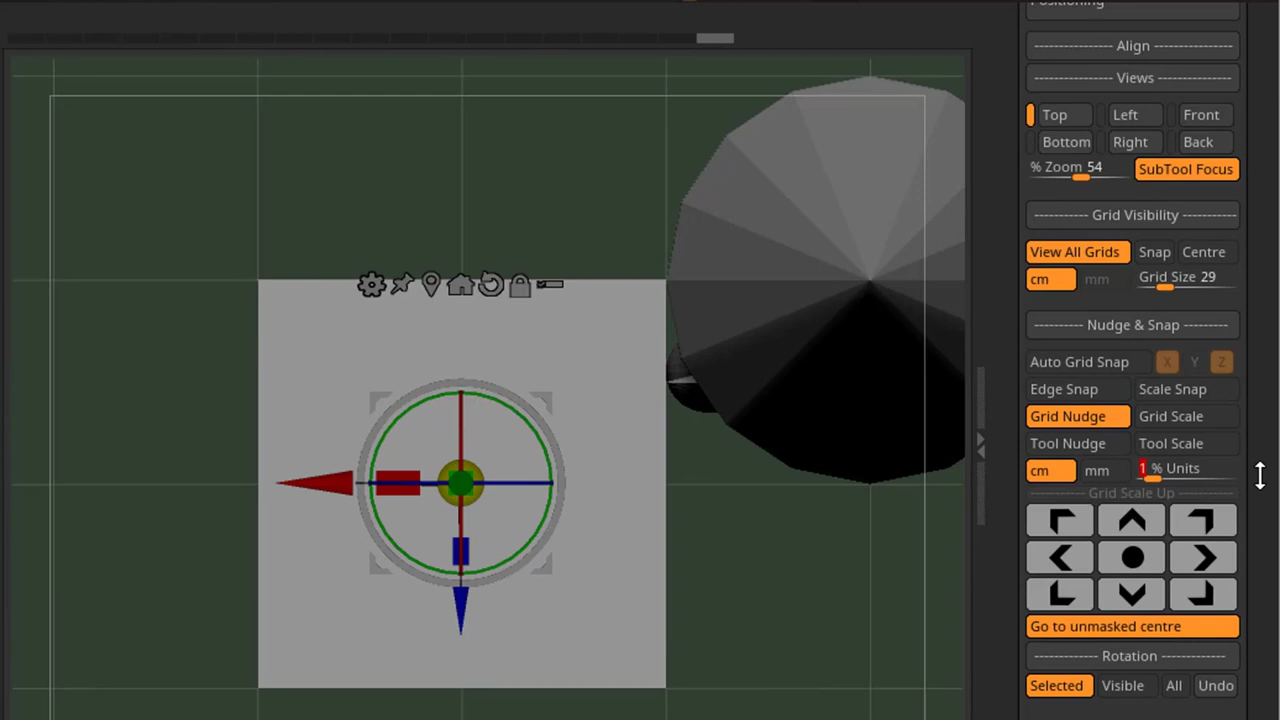 Positioning
Align
Views
Top Left Front
Bottom Right Back
% Zoom 54 SubTool Focus
Grid Visibility
View All Grids Snap Centre
cm mm Grid Size 29
Nudge & Snap
Auto Grid Snap X Y Z
Edge Snap Scale Snap
Grid Nudge Grid Scale
Tool Nudge Tool Scale
cm mm 1 % Units
Grid Scale Up
Go to unmasked centre
Rotation
Selected Visible All Undo